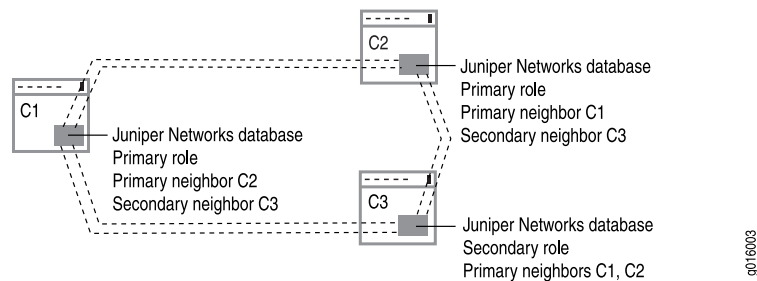 C2
Juniper Networks database
Primary role
Primary neighbor C1
Secondary neighbor C3
C1
Juniper Networks database
Primary role
Primary neighbor C2
Secondary neighbor C3
C3
Juniper Networks database
Secondary role
Primary neighbors C1, C2
g016003